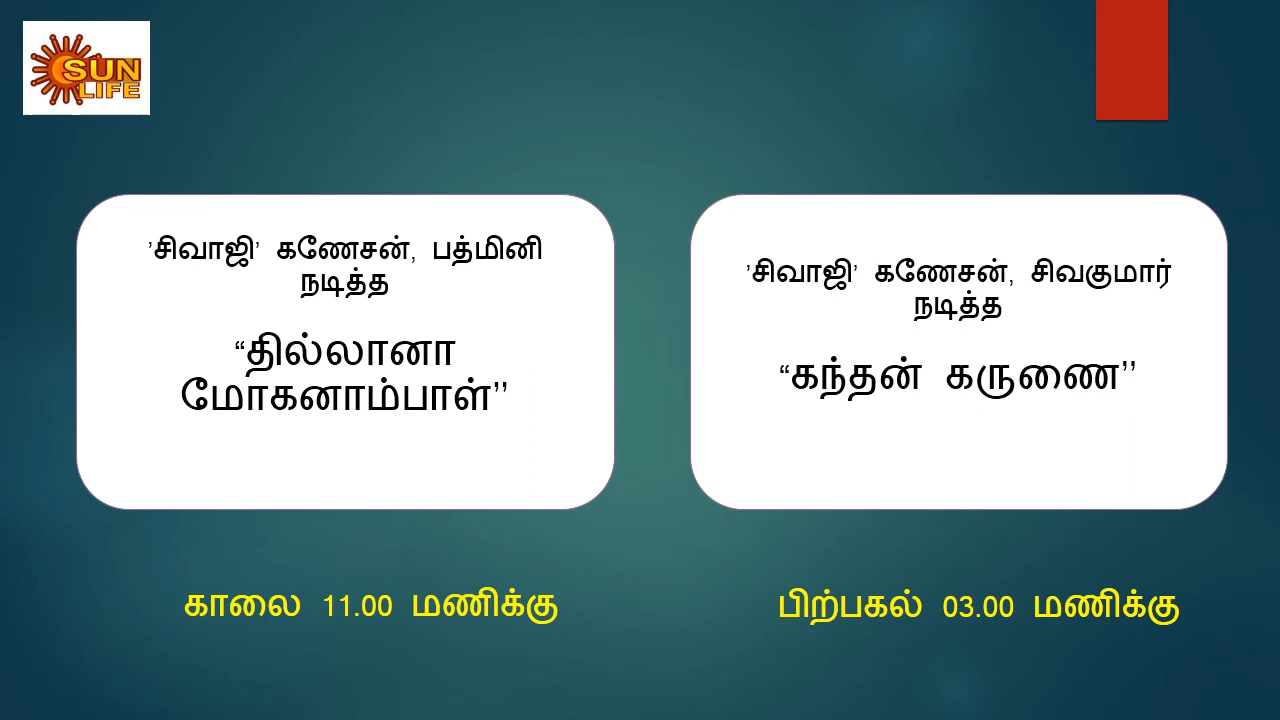 SUN
LIFE
’சிவாஜி’ கணேசன், பத்மினி
நடித்த
“தில்லானா
மோகனாம்பாள்’’
’சிவாஜி’ கணேசன், சிவகுமார்
நடித்த
“கந்தன் கருணை’’
காலை 11.00 மணிக்கு
பிற்பகல் 03.00 மணிக்கு